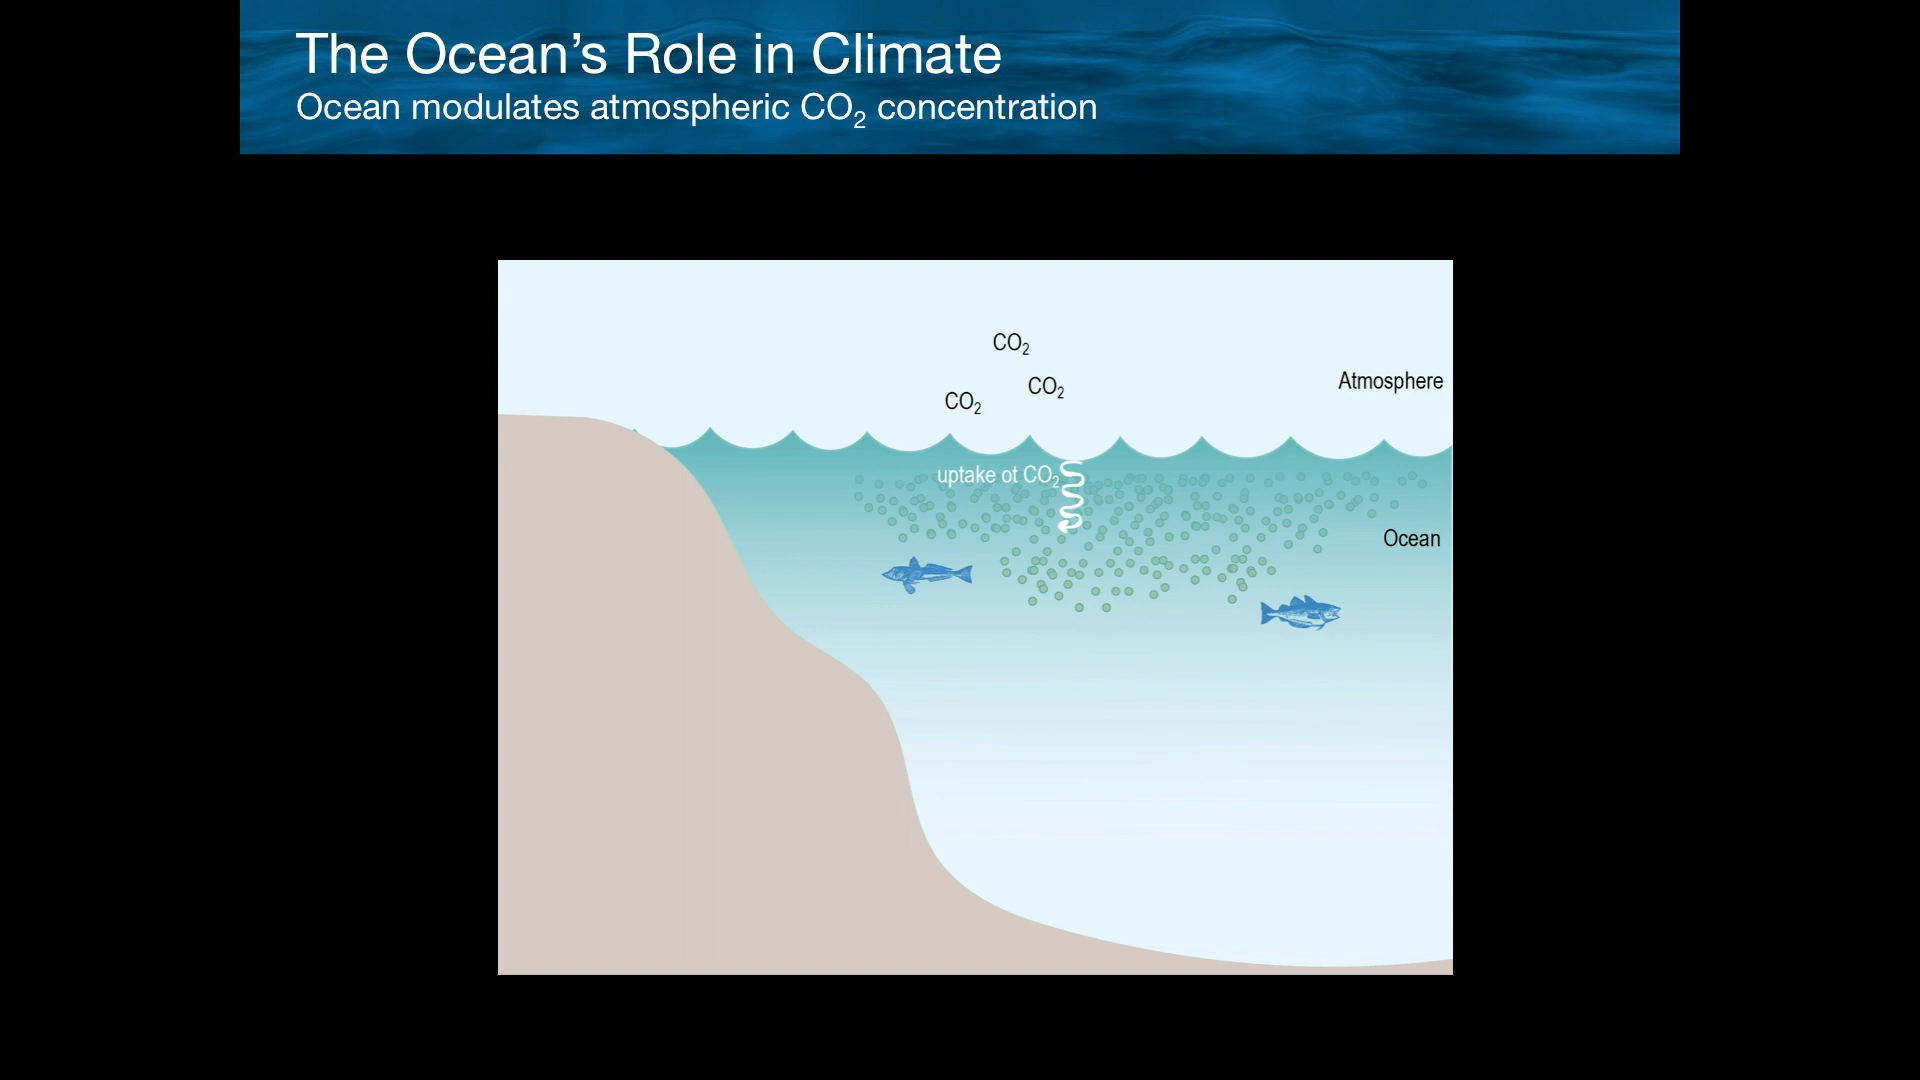 The Ocean’s Role in Climate
Ocean modulates atmospheric CO₂ concentration
CO₂
CO₂
CO₂
Atmosphere
uptake ot CO₂
Ocean